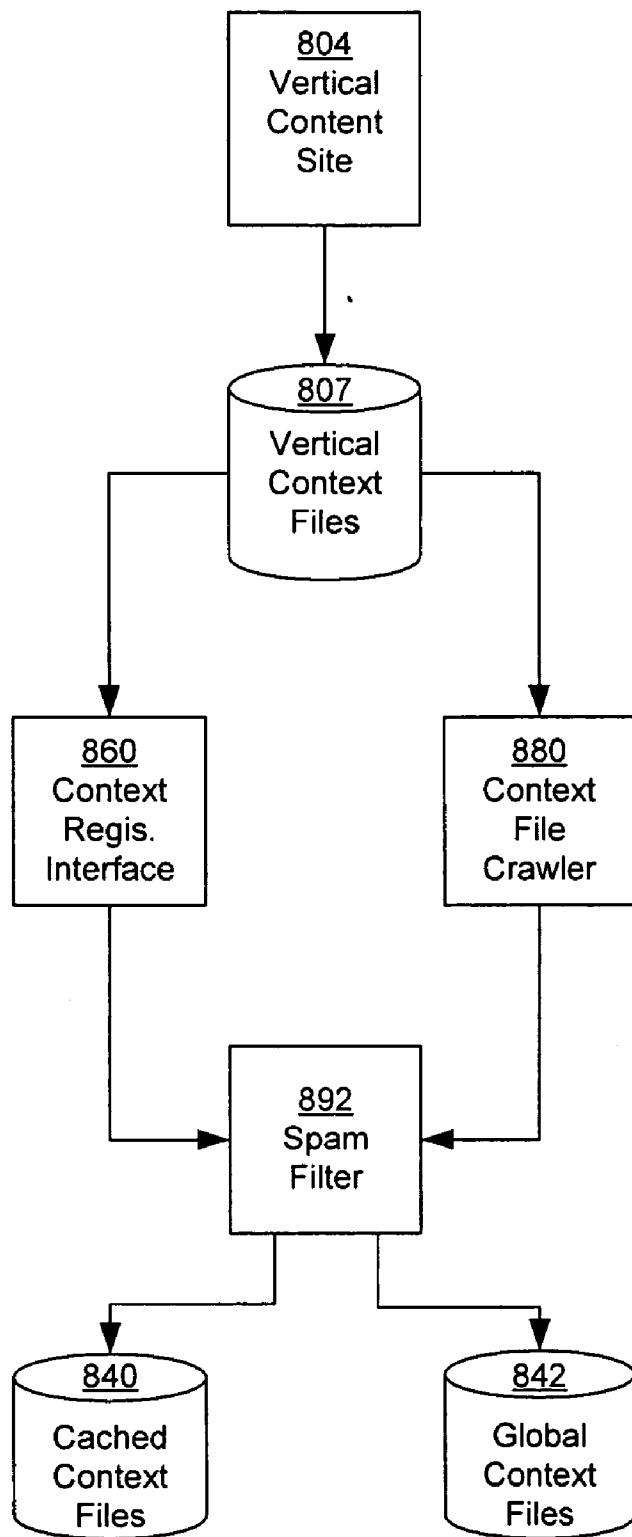 804
Vertical
Content
Site
807
Vertical
Context
Files
860
Context
Regis.
Interface
880
Context
File
Crawler
892
Spam
Filter
840
Cached
Context
Files
842
Global
Context
Files